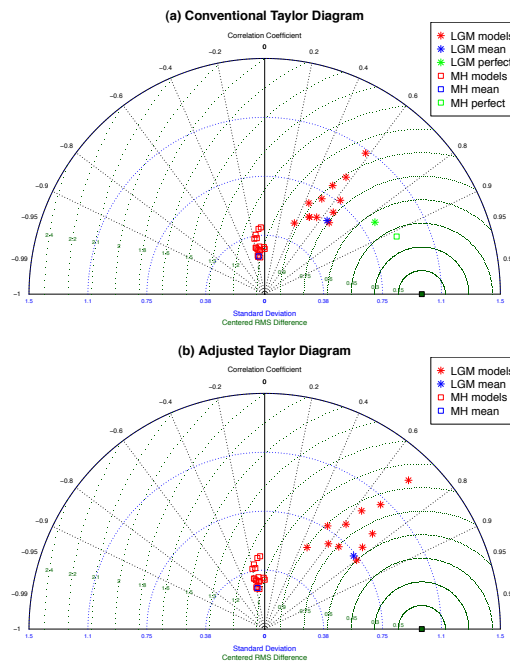 (a) Conventional Taylor Diagram
Correlation Coefficient
−0.99 −0.95 −0.9 −0.8 −0.6 −0.4 −0.2 0 0.2 0.4 0.6 0.8 0.9 0.95 0.99
LGM models
LGM mean
LGM perfect
MH models
MH mean
MH perfect
−1
1.5 1.1 0.75 0.38 0 0.38 0.75 1.1 1.5
Standard Deviation
Centered RMS Difference
(b) Adjusted Taylor Diagram
Correlation Coefficient
−0.99 −0.95 −0.9 −0.8 −0.6 −0.4 −0.2 0 0.2 0.4 0.6 0.8 0.9 0.95 0.99
LGM models
LGM mean
MH models
MH mean
−1
1.5 1.1 0.75 0.38 0 0.38 0.75 1.1 1.5
Standard Deviation
Centered RMS Difference